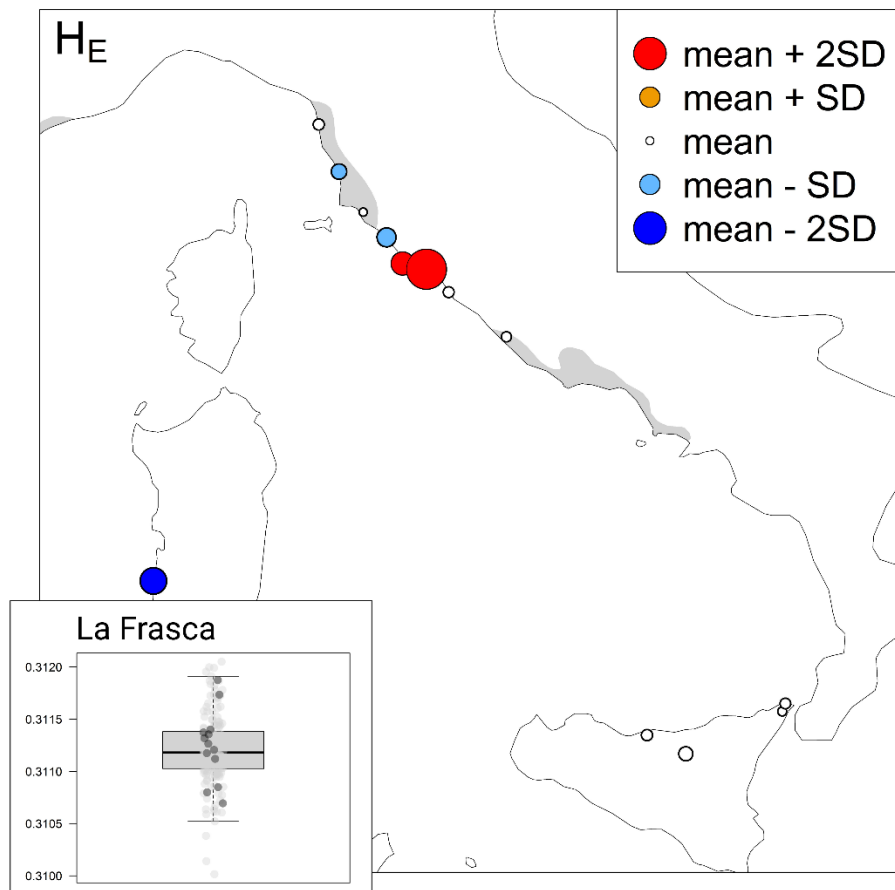 H_E
mean + 2SD
mean + SD
mean
mean - SD
mean - 2SD
La Frasca
0.3120
0.3115
0.3110
0.3105
0.3100